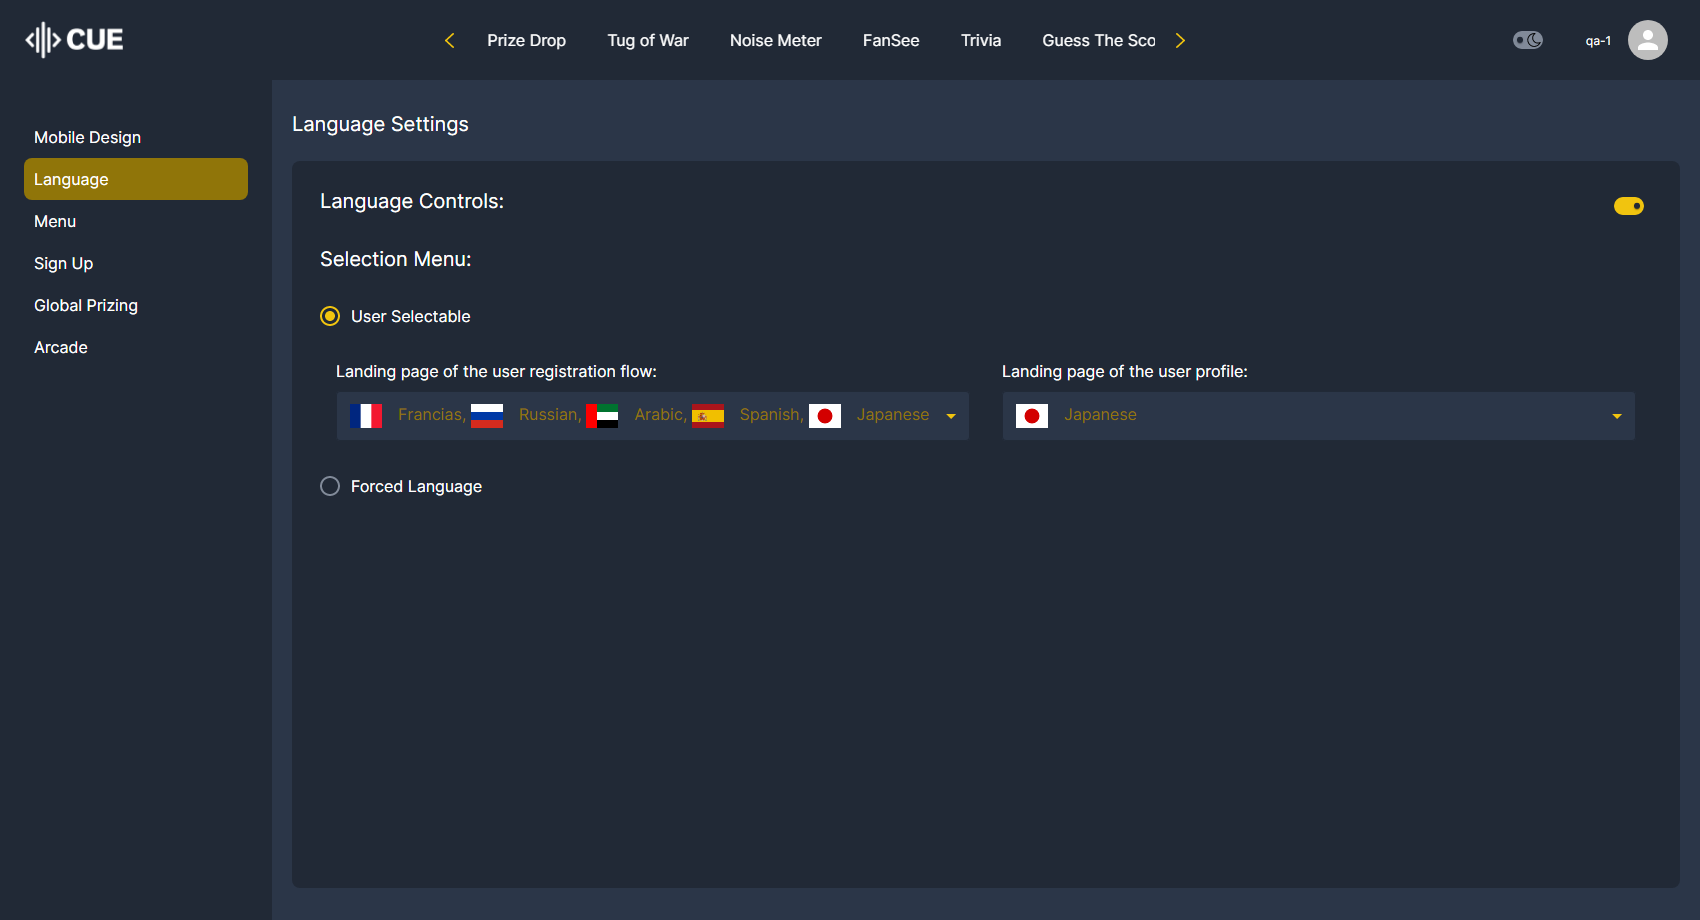 CUE
Prize Drop
Tug of War
Noise Meter
FanSee
Trivia
Guess The Sco
qa-1
Mobile Design
Language
Menu
Sign Up
Global Prizing
Arcade
Language Settings
Language Controls:
Selection Menu:
User Selectable
Landing page of the user registration flow:
Francias, Russian, Arabic, Spanish, Japanese
Landing page of the user profile:
Japanese
Forced Language